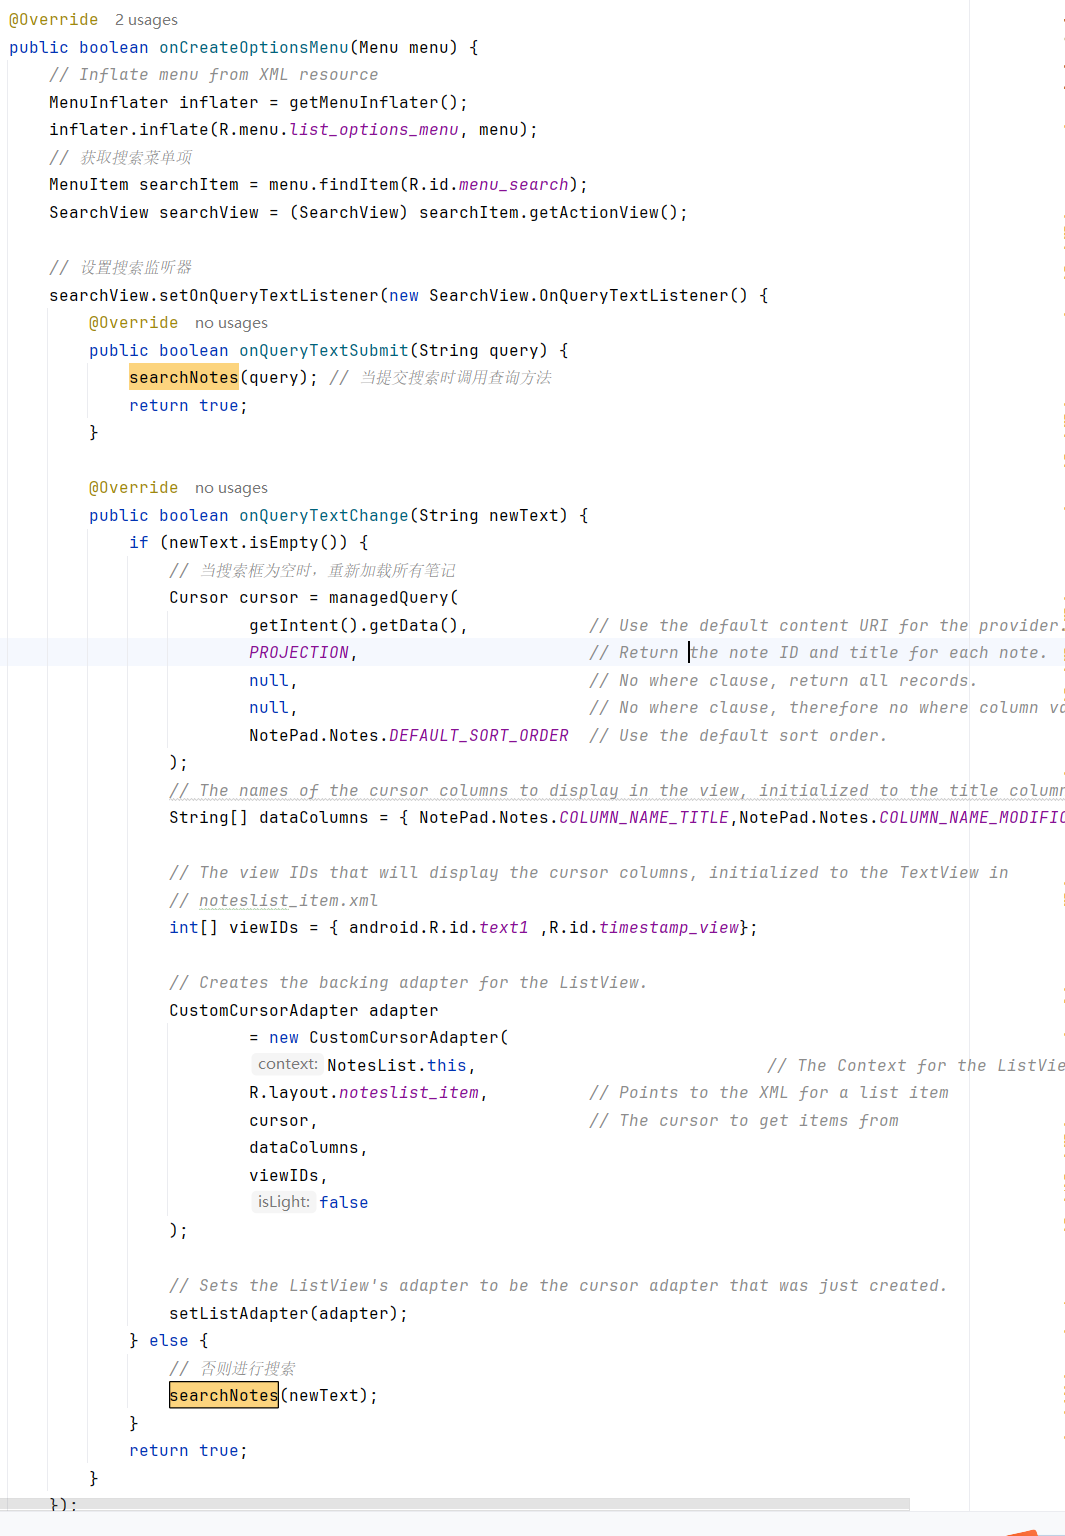 @Override 2 usages
public boolean onCreateOptionsMenu(Menu menu) {
// Inflate menu from XML resource
MenuInflater inflater = getMenuInflater();
inflater.inflate(R.menu.list_options_menu, menu);
// 获取搜索菜单项
MenuItem searchItem = menu.findItem(R.id.menu_search);
SearchView searchView = (SearchView) searchItem.getActionView();
// 设置搜索监听器
searchView.setOnQueryTextListener(new SearchView.OnQueryTextListener() {
@Override no usages
public boolean onQueryTextSubmit(String query) {
searchNotes(query); // 当提交搜索时调用查询方法
return true;
}
@Override no usages
public boolean onQueryTextChange(String newText) {
if (newText.isEmpty()) {
// 当搜索框为空时，重新加载所有笔记
Cursor cursor = managedQuery(
getIntent().getData(), // Use the default content URI for the provider.
PROJECTION, // Return the note ID and title for each note.
null, // No where clause, return all records.
null, // No where clause, therefore no where column va
NotePad.Notes.DEFAULT_SORT_ORDER // Use the default sort order.
);
// The names of the cursor columns to display in the view, initialized to the title column
String[] dataColumns = { NotePad.Notes.COLUMN_NAME_TITLE,NotePad.Notes.COLUMN_NAME_MODIFIC
// The view IDs that will display the cursor columns, initialized to the TextView in
// noteslist_item.xml
int[] viewIDs = { android.R.id.text1 ,R.id.timestamp_view};
// Creates the backing adapter for the ListView.
CustomCursorAdapter adapter
= new CustomCursorAdapter(
context: NotesList.this, // The Context for the ListVie
R.layout.noteslist_item, // Points to the XML for a list item
cursor, // The cursor to get items from
dataColumns,
viewIDs,
isLight: false
);
// Sets the ListView's adapter to be the cursor adapter that was just created.
setListAdapter(adapter);
} else {
// 否则进行搜索
searchNotes(newText);
}
return true;
}
});